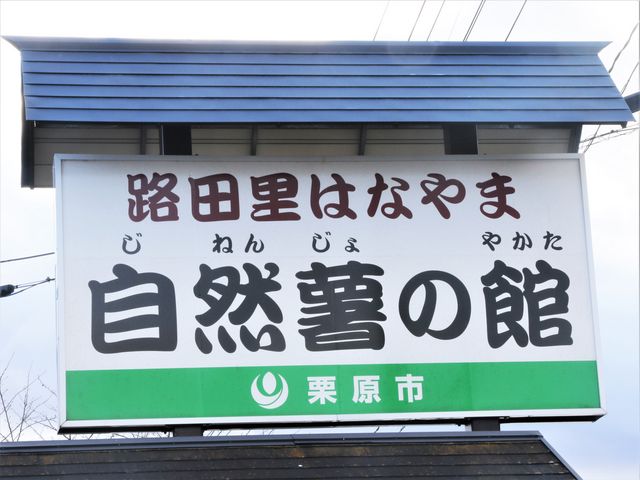 路田里はなやま
じ ねん じょ やかた
自然薯の館
栗原市